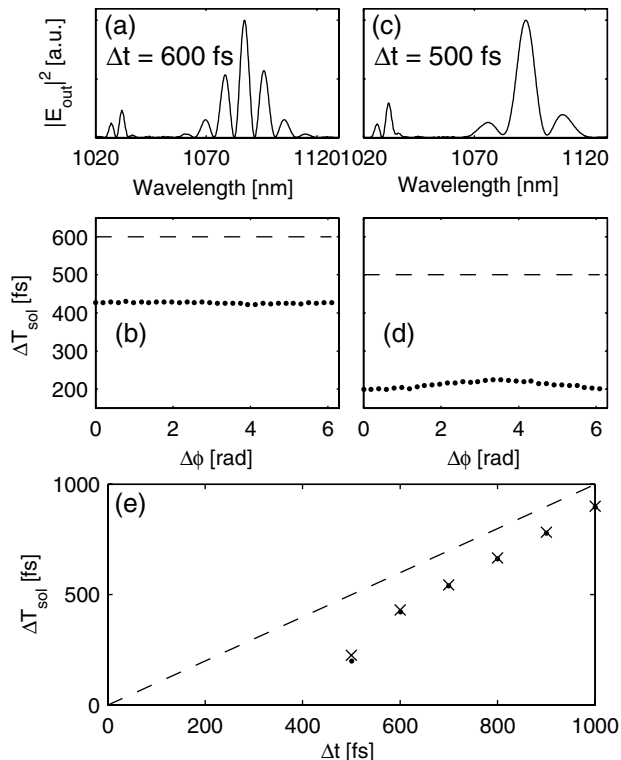 (a)
Δt = 600 fs
|E_out|^2 [a.u.]
1020 1070 1120
Wavelength [nm]
(c)
Δt = 500 fs
1020 1070 1120
Wavelength [nm]
600
500
400
300
200
ΔT_sol [fs]
(b)
0 2 4 6
Δϕ [rad]
(d)
0 2 4 6
Δϕ [rad]
(e)
1000
500
0
ΔT_sol [fs]
0 200 400 600 800 1000
Δt [fs]